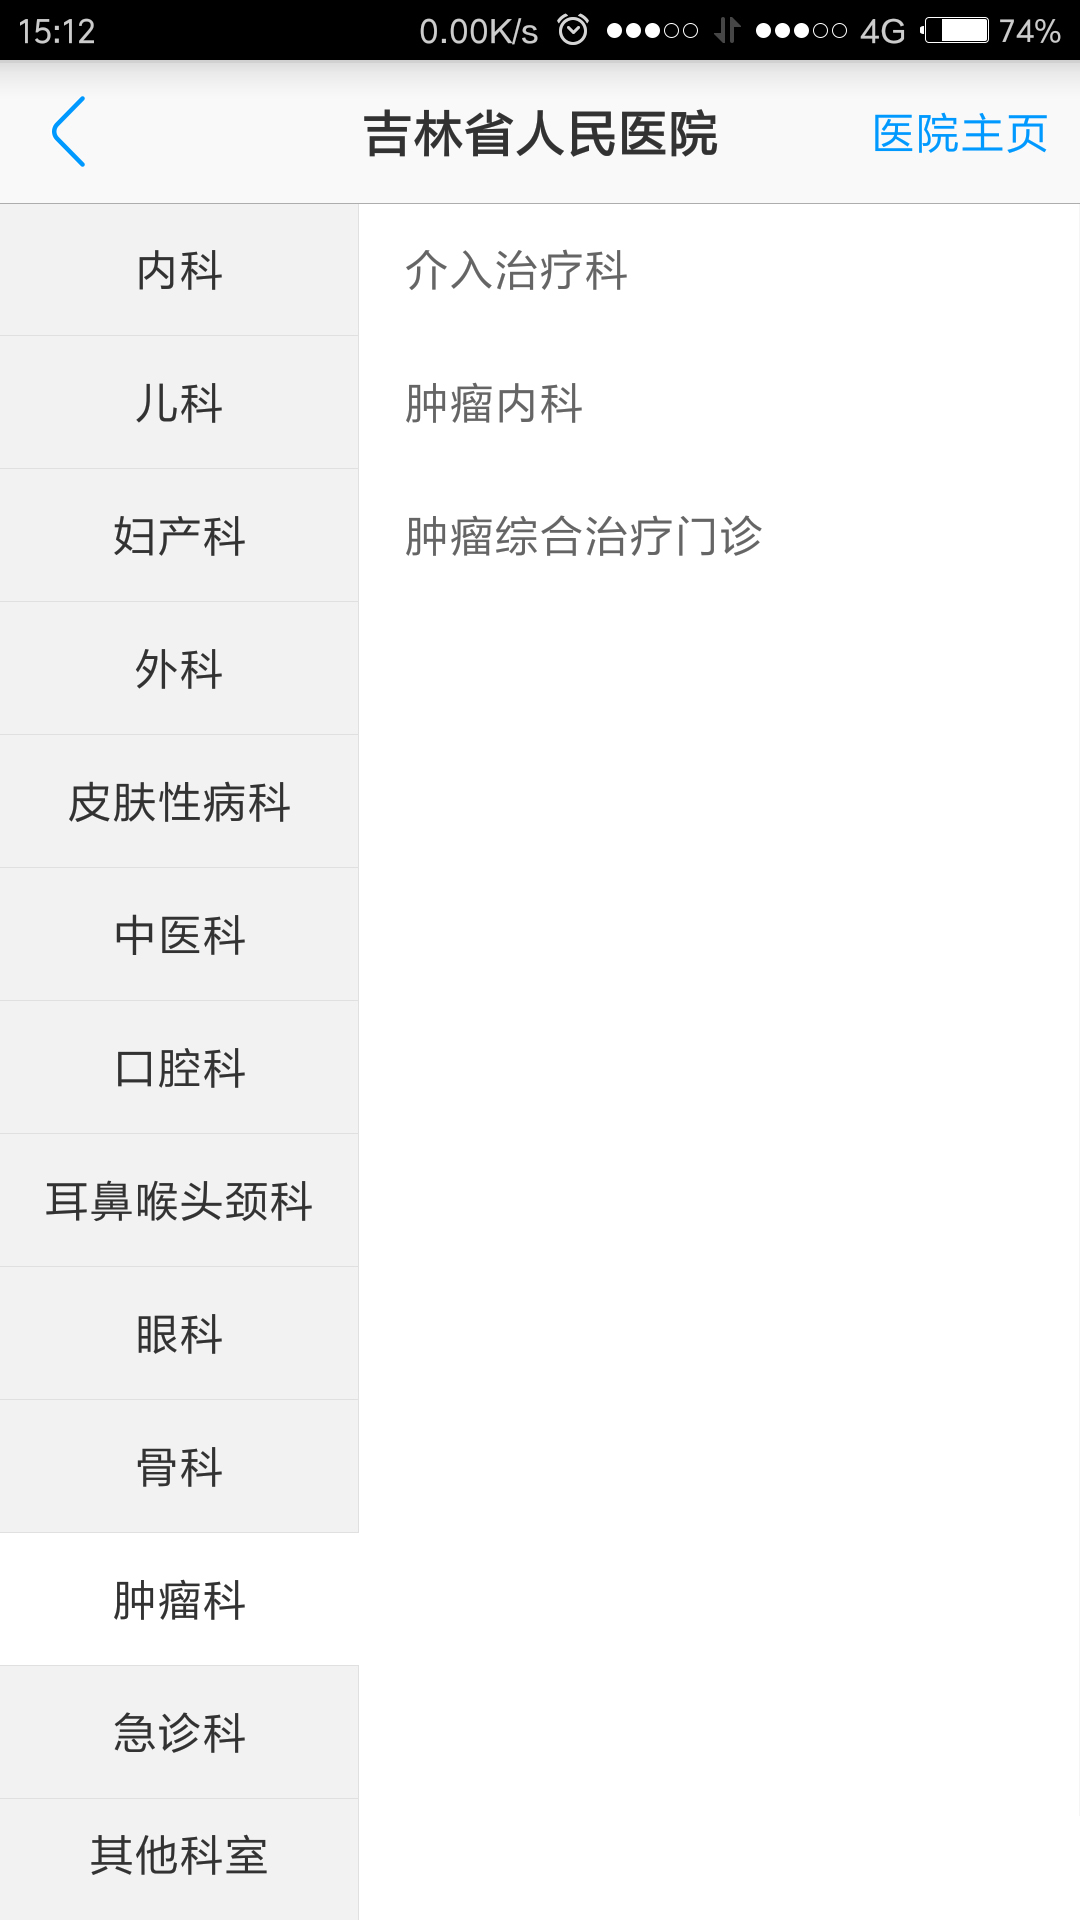 15:12 0.00K/s 4G 74%
吉林省人民医院 医院主页
内科 介入治疗科
儿科 肿瘤内科
妇产科 肿瘤综合治疗门诊
外科
皮肤性病科
中医科
口腔科
耳鼻喉头颈科
眼科
骨科
肿瘤科
急诊科
其他科室